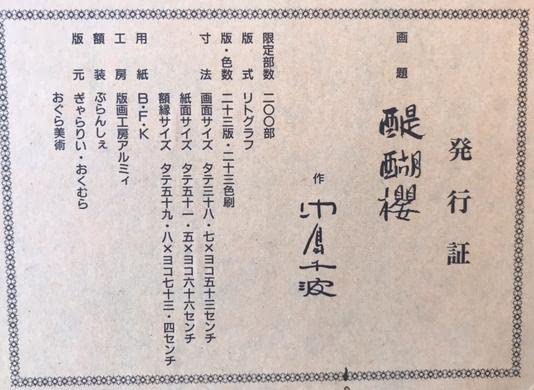 発行証
画題 醍醐櫻
作 中島千波
限定部数 二〇〇部
版式 リトグラフ
版・色数 二十三版・二十三色刷
寸法 画面サイズ タテ三十八・七×ヨコ五十三センチ
紙面サイズ タテ五十一・五×ヨコ六十六センチ
額縁サイズ タテ五十九・八×ヨコ七十三・四センチ
用紙 B・F・K
工房 版画工房アルミィ
額装 ぶらんしぇ
版元 ぎゃらりい・おくむら
おぐら美術